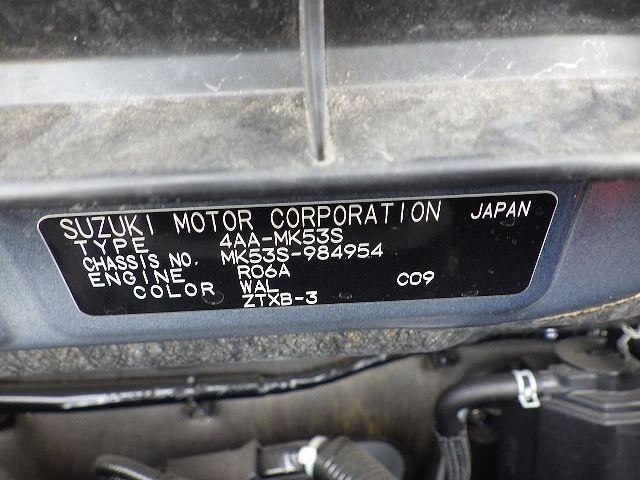 SUZUKI MOTOR CORPORATION JAPAN
TYPE 4AA-MK53S
CHASSIS NO. MK53S-984954
ENGINE R06A
COLOR WAL C09
ZTXB-3